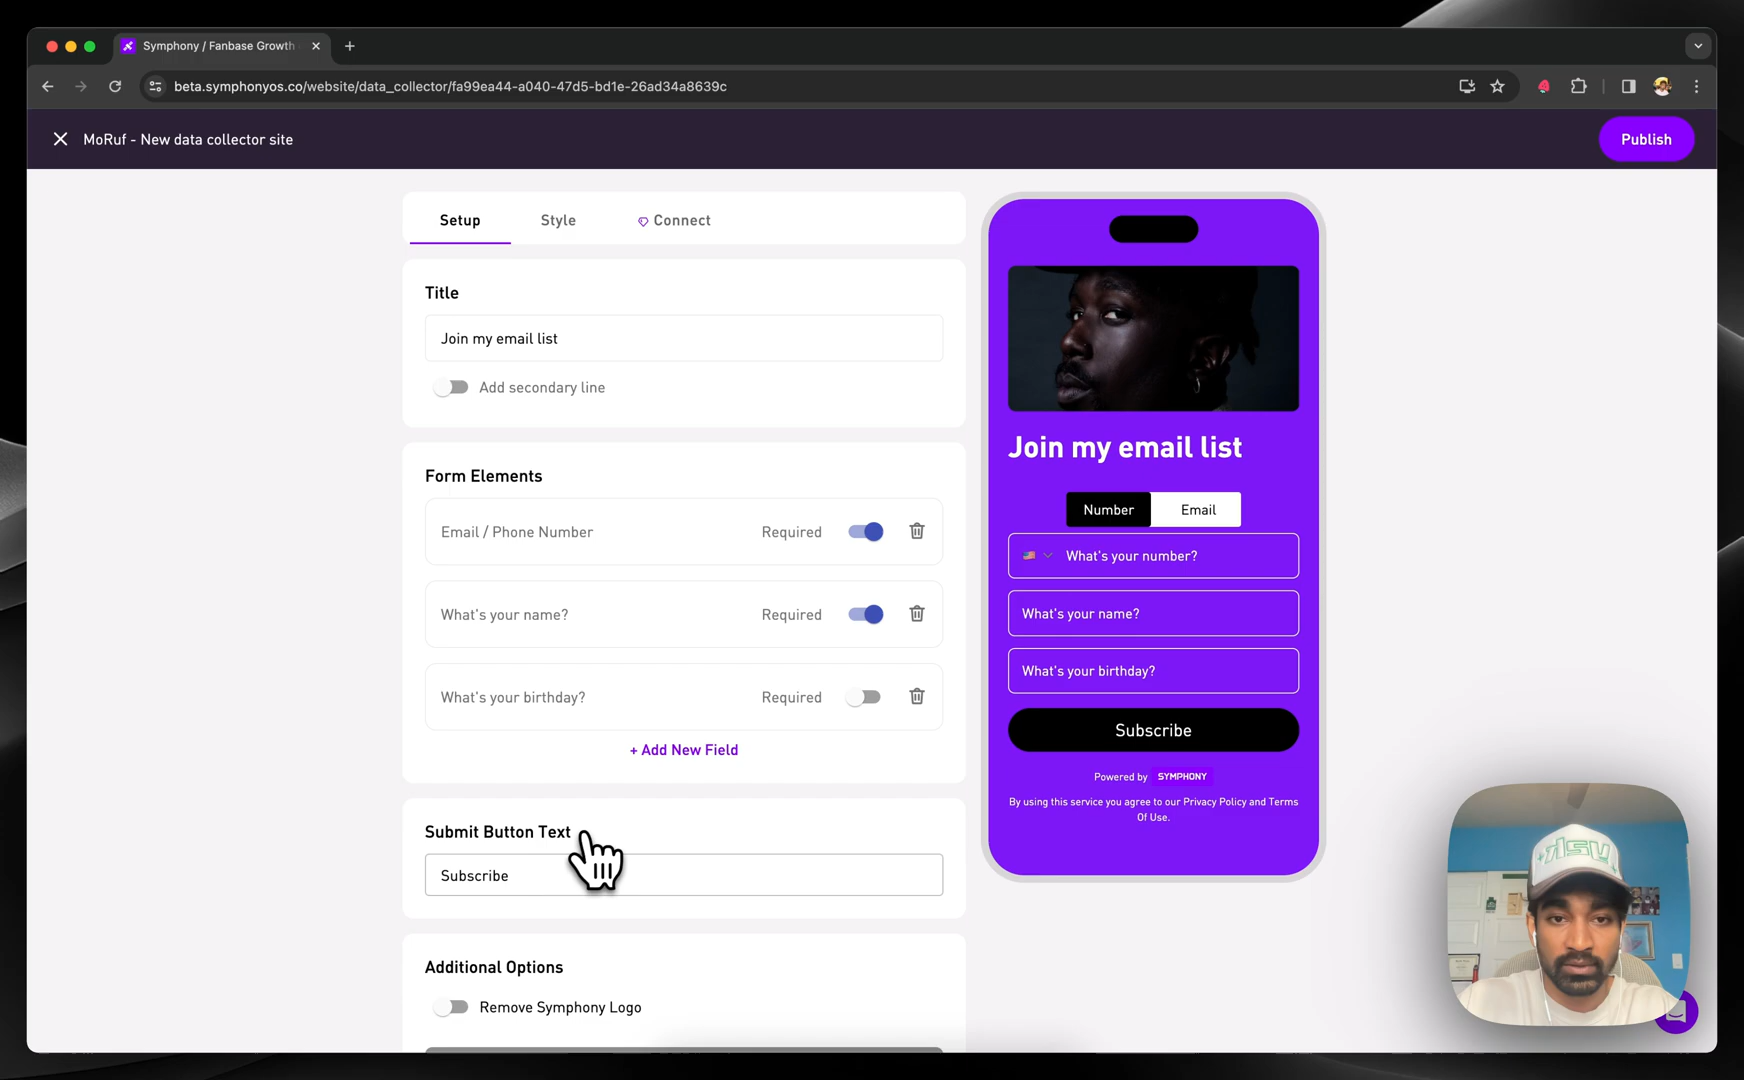 Symphony / Fanbase Growth
beta.symphonyos.co/website/data_collector/fa99ea44-a040-47d5-bd1e-26ad34a8639c
MoRuf - New data collector site
Publish
Setup
Style
Connect
Title
Join my email list
Add secondary line
Form Elements
Email / Phone Number
Required
What's your name?
Required
What's your birthday?
Required
+ Add New Field
Submit Button Text
Subscribe
Additional Options
Remove Symphony Logo
Join my email list
Number
Email
What's your number?
What's your name?
What's your birthday?
Subscribe
Powered by SYMPHONY
By using this service you agree to our Privacy Policy and Terms
Of Use.